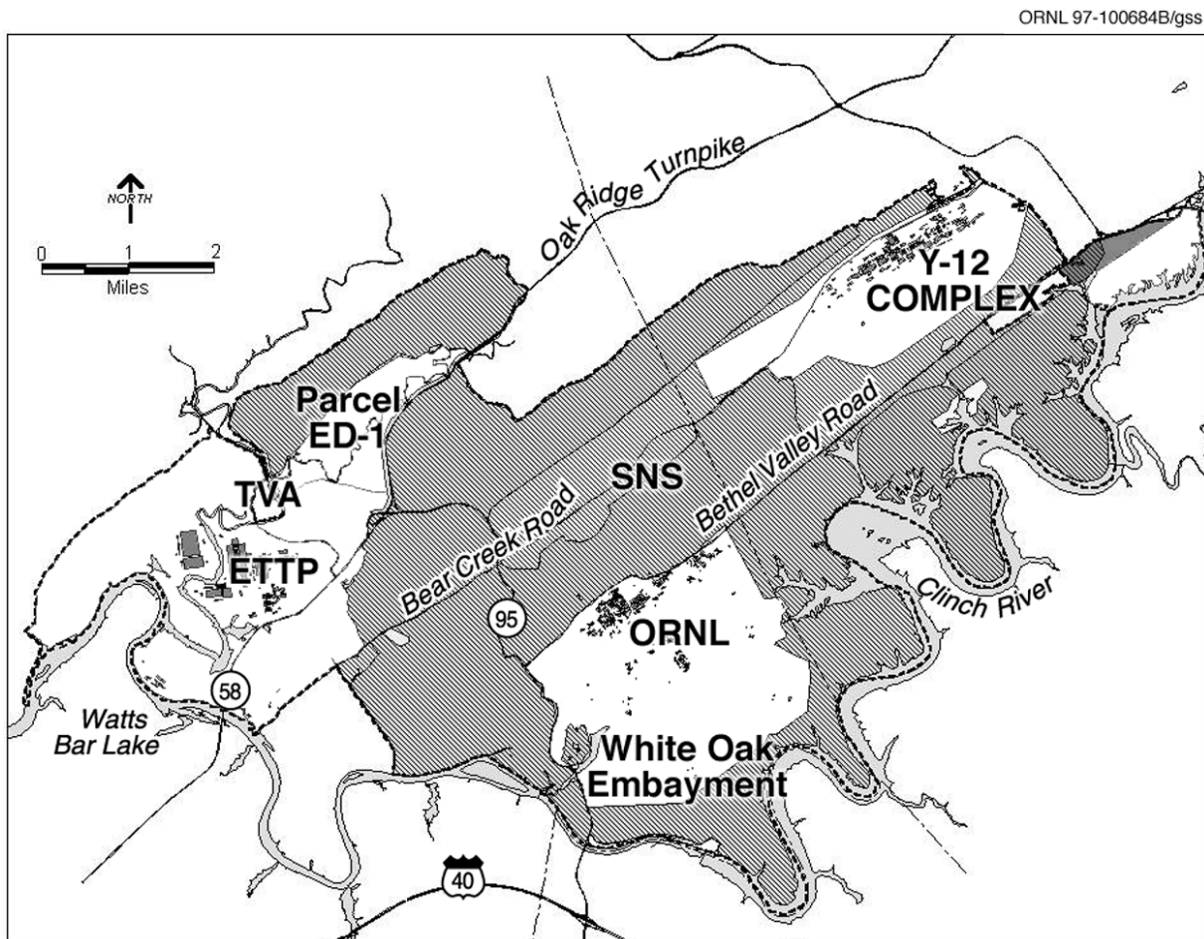 ORNL 97-100684B/gss
NORTH
0 1 2
Miles
Oak Ridge Turnpike
Y-12
COMPLEX
Parcel
ED-1
TVA
ETTP
SNS
Bethel Valley Road
Bear Creek Road
95
ORNL
Clinch River
58
Watts
Bar Lake
White Oak
Embayment
40